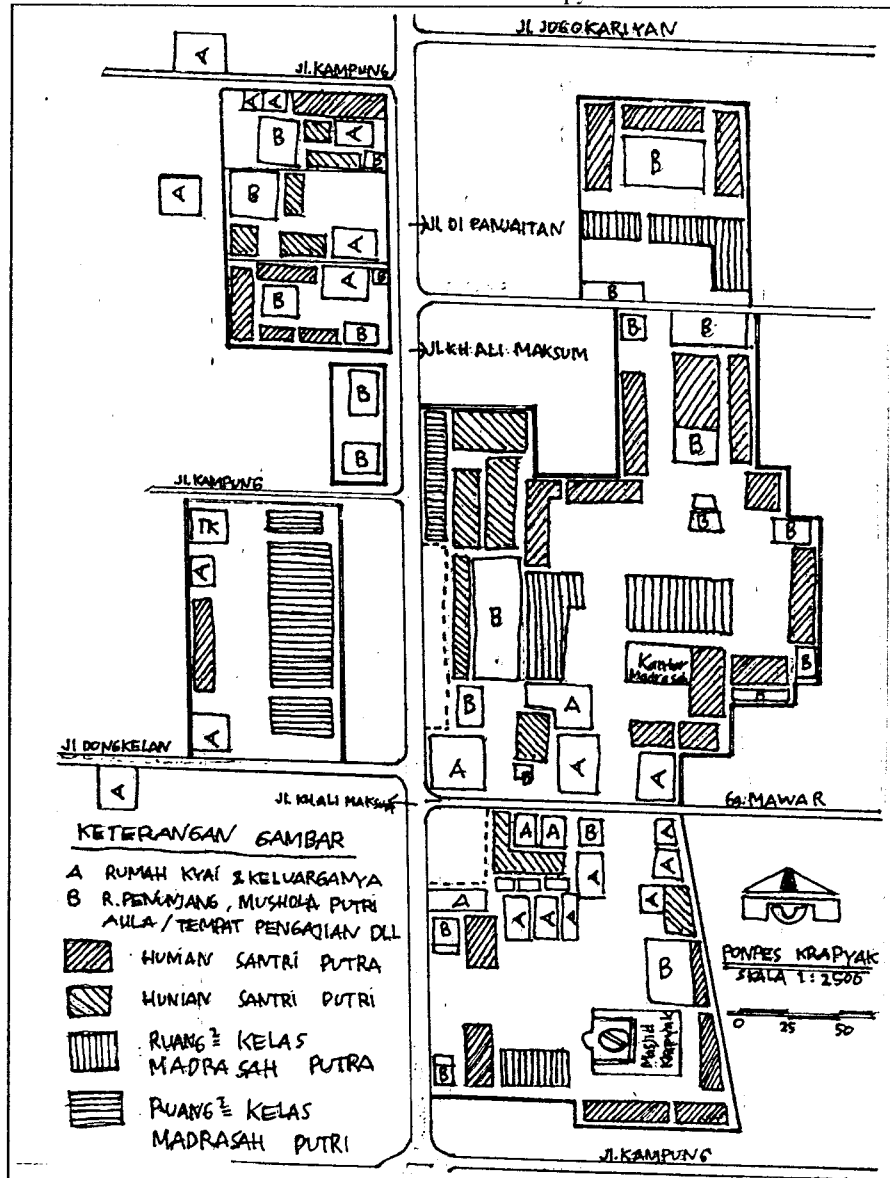 JL JOGOKARIYAN
A
JL.KAMPUNG
A A
B A
B
B
A
B
A
JL DI PANJAITAN
A
A B
B
B
B
B
B B
JL.KH ALI MAKSUM
B
B
B
JL.KAMPUNG
TK
B
B
A
B
Kantor
Madrasah
B
B
B
A
A
JL DONGKELAN
A
B
A
A
A
JL. KH ALI MAKSUM
GG. MAWAR
KETERANGAN GAMBAR
A RUMAH KYAI & KELUARGANYA
B R.PENUNJANG, MUSHOLA PUTRI
AULA / TEMPAT PENGAJIAN DLL
HUNIAN SANTRI PUTRA
HUNIAN SANTRI PUTRI
RUANG² KELAS
MADRASAH PUTRA
RUANG² KELAS
MADRASAH PUTRI
A A B A
A A
A
A A A A
B
B
Masjid
Krapyak
B
PONPES KRAPYAK
SKALA 1:2500
0 25 50
JL.KAMPUNG